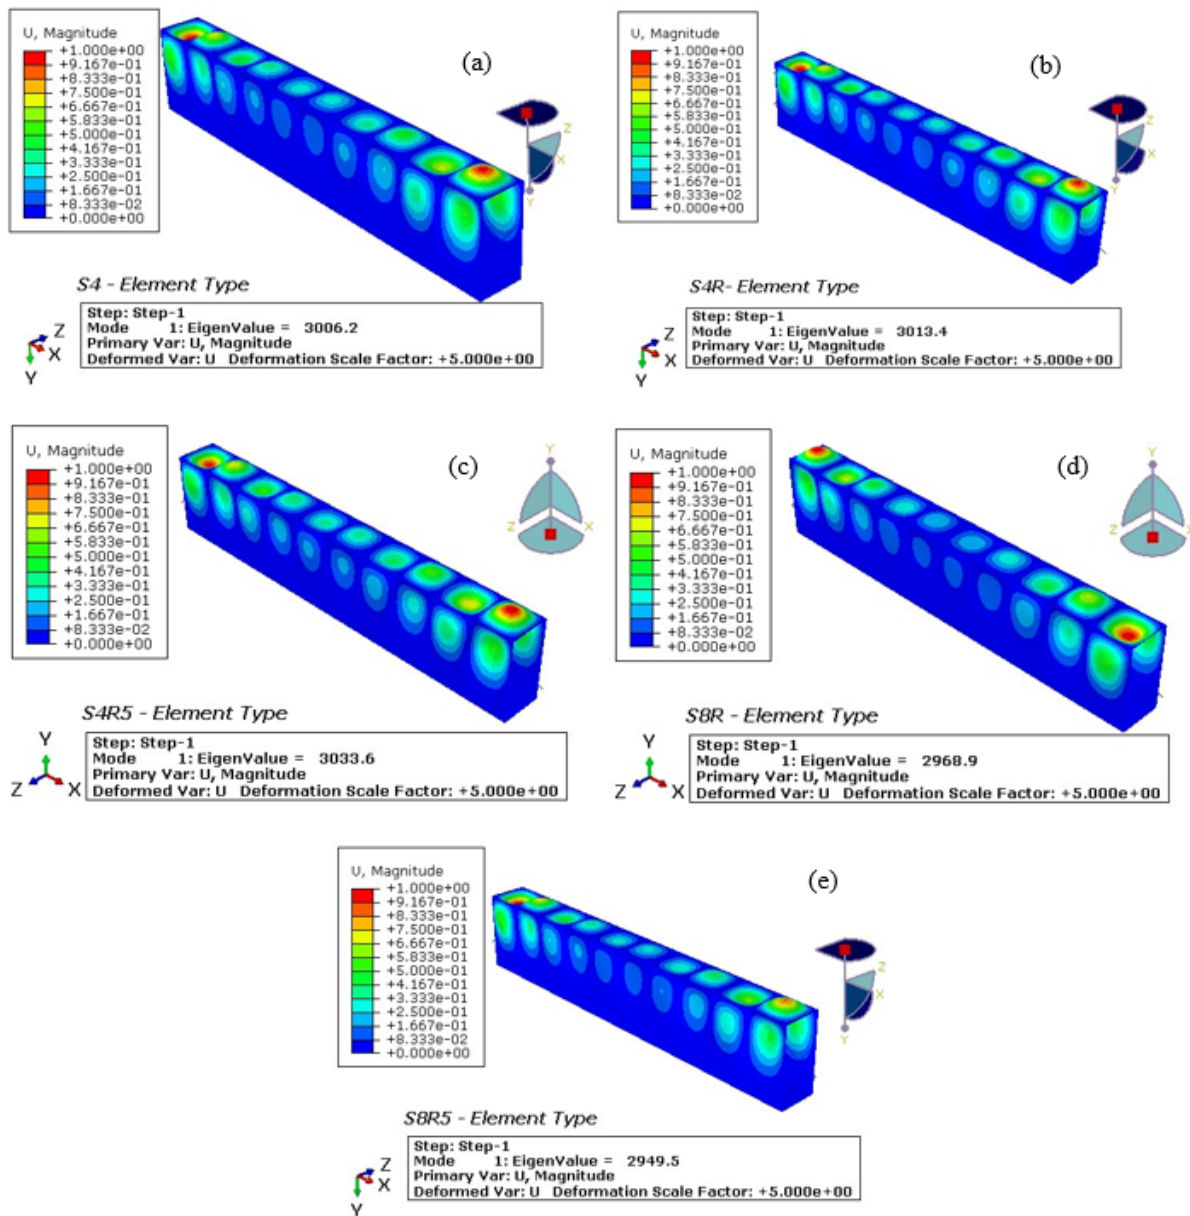 U, Magnitude
+1.000e+00
+9.167e-01
+8.333e-01
+7.500e-01
+6.667e-01
+5.833e-01
+5.000e-01
+4.167e-01
+3.333e-01
+2.500e-01
+1.667e-01
+8.333e-02
+0.000e+00
(a)
Z
X
Y
S4 - Element Type
Step: Step-1
Mode 1: EigenValue = 3006.2
Primary Var: U, Magnitude
Deformed Var: U Deformation Scale Factor: +5.000e+00
Z
X
Y
U, Magnitude
+1.000e+00
+9.167e-01
+8.333e-01
+7.500e-01
+6.667e-01
+5.833e-01
+5.000e-01
+4.167e-01
+3.333e-01
+2.500e-01
+1.667e-01
+8.333e-02
+0.000e+00
(b)
Z
X
Y
S4R- Element Type
Step: Step-1
Mode 1: EigenValue = 3013.4
Primary Var: U, Magnitude
Deformed Var: U Deformation Scale Factor: +5.000e+00
Z
X
Y
U, Magnitude
+1.000e+00
+9.167e-01
+8.333e-01
+7.500e-01
+6.667e-01
+5.833e-01
+5.000e-01
+4.167e-01
+3.333e-01
+2.500e-01
+1.667e-01
+8.333e-02
+0.000e+00
(c)
Y
Z X
S4R5 - Element Type
Step: Step-1
Mode 1: EigenValue = 3033.6
Primary Var: U, Magnitude
Deformed Var: U Deformation Scale Factor: +5.000e+00
Y
Z X
U, Magnitude
+1.000e+00
+9.167e-01
+8.333e-01
+7.500e-01
+6.667e-01
+5.833e-01
+5.000e-01
+4.167e-01
+3.333e-01
+2.500e-01
+1.667e-01
+8.333e-02
+0.000e+00
(d)
Y
Z X
S8R - Element Type
Step: Step-1
Mode 1: EigenValue = 2968.9
Primary Var: U, Magnitude
Deformed Var: U Deformation Scale Factor: +5.000e+00
Y
Z X
U, Magnitude
+1.000e+00
+9.167e-01
+8.333e-01
+7.500e-01
+6.667e-01
+5.833e-01
+5.000e-01
+4.167e-01
+3.333e-01
+2.500e-01
+1.667e-01
+8.333e-02
+0.000e+00
(e)
Z
X
Y
S8R5 - Element Type
Step: Step-1
Mode 1: EigenValue = 2949.5
Primary Var: U, Magnitude
Deformed Var: U Deformation Scale Factor: +5.000e+00
Z
X
Y